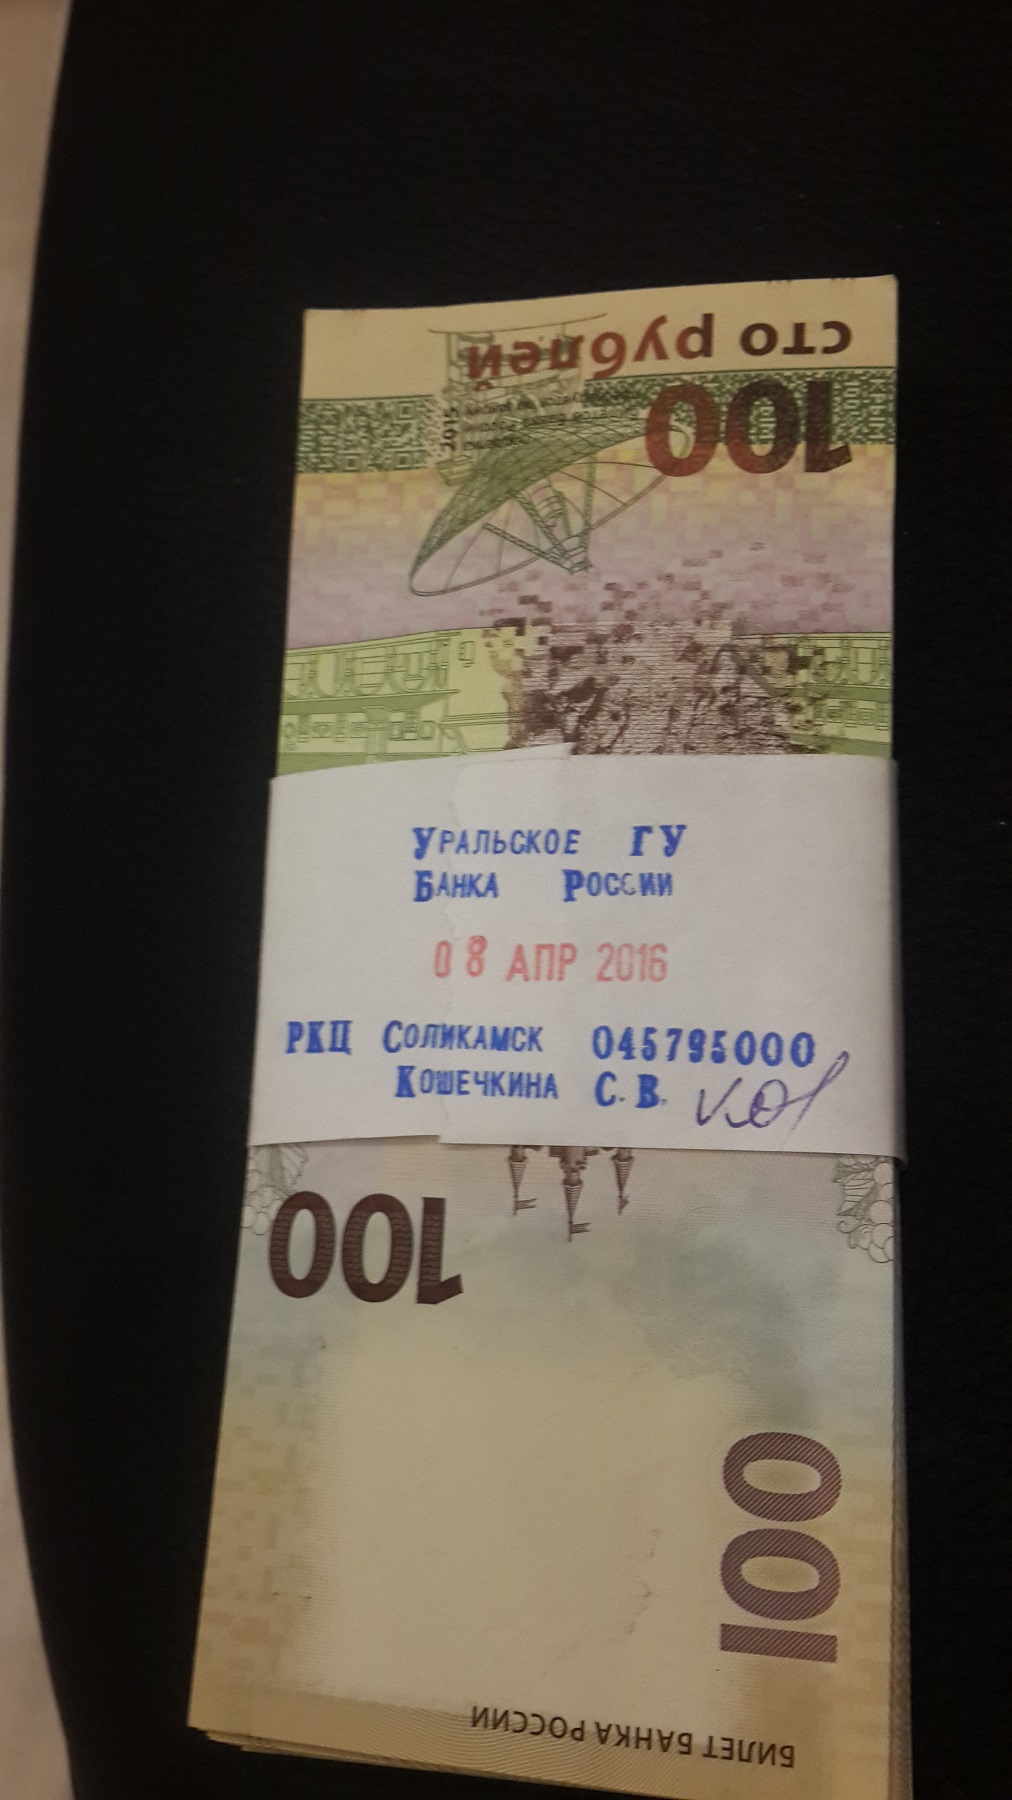 сто рублей
100
2015
Уральское ГУ
Банка России
08 АПР 2016
РКЦ Соликамск 045795000
Кошечкина С. В.
100
100
БИЛЕТ БАНКА РОССИИ